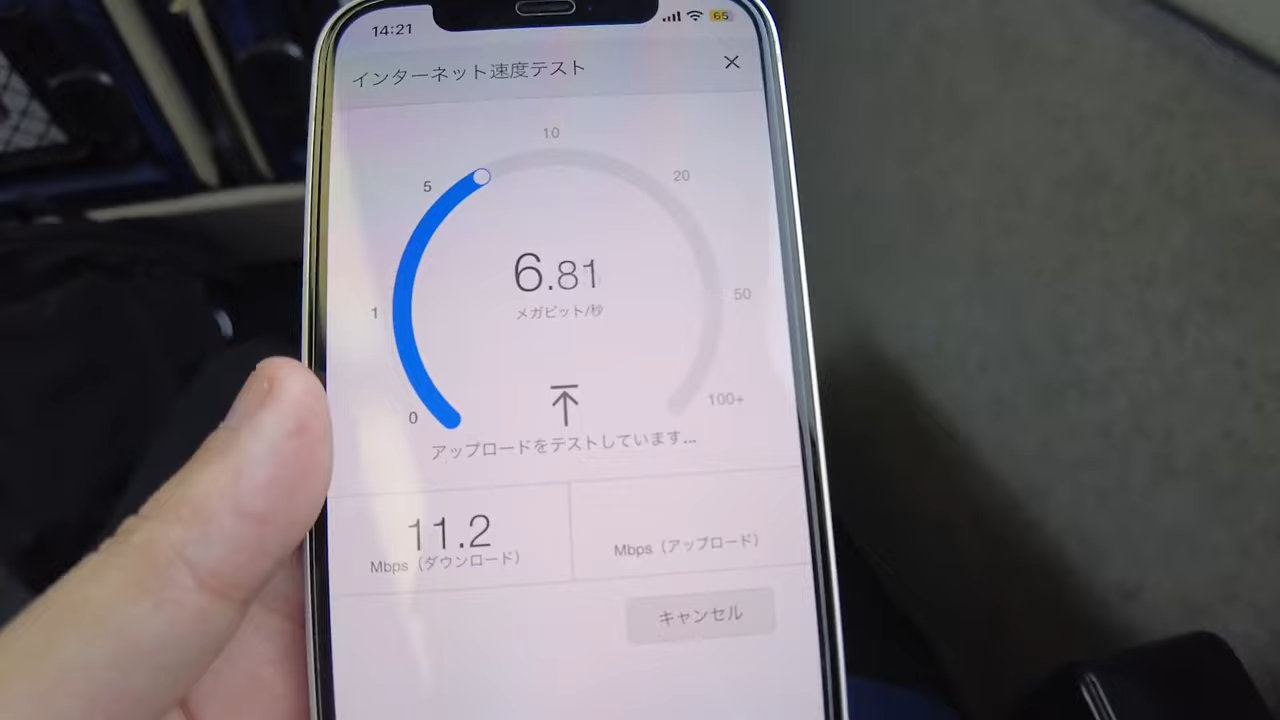 14:21
65
インターネット速度テスト
10
5
20
6.81
メガビット/秒
1
50
0
100+
アップロードをテストしています...
11.2
Mbps（ダウンロード）
Mbps（アップロード）
キャンセル